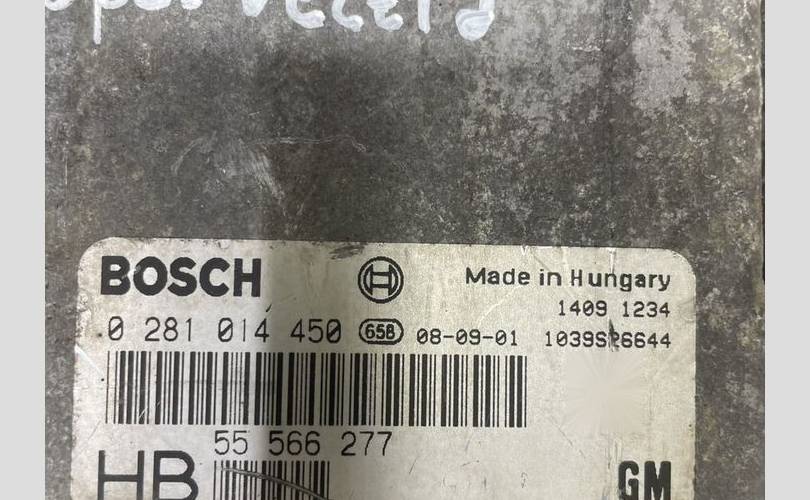 BOSCH Made in Hungary
1409 1234
0 281 014 450 658 08-09-01 1039S26644
55 566 277
HB GM